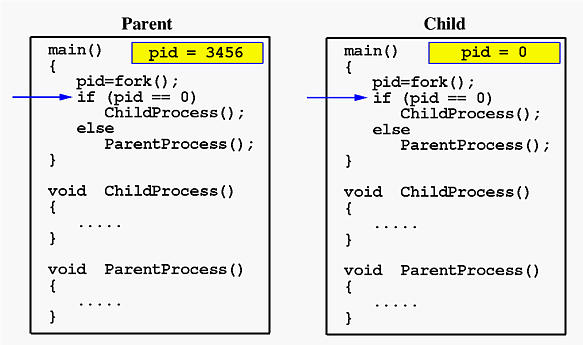 Parent
main()
pid = 3456
{
pid=fork();
if (pid == 0)
ChildProcess();
else
ParentProcess();
}
void ChildProcess()
{
.....
}
void ParentProcess()
{
.....
}
Child
main()
pid = 0
{
pid=fork();
if (pid == 0)
ChildProcess();
else
ParentProcess();
}
void ChildProcess()
{
.....
}
void ParentProcess()
{
.....
}